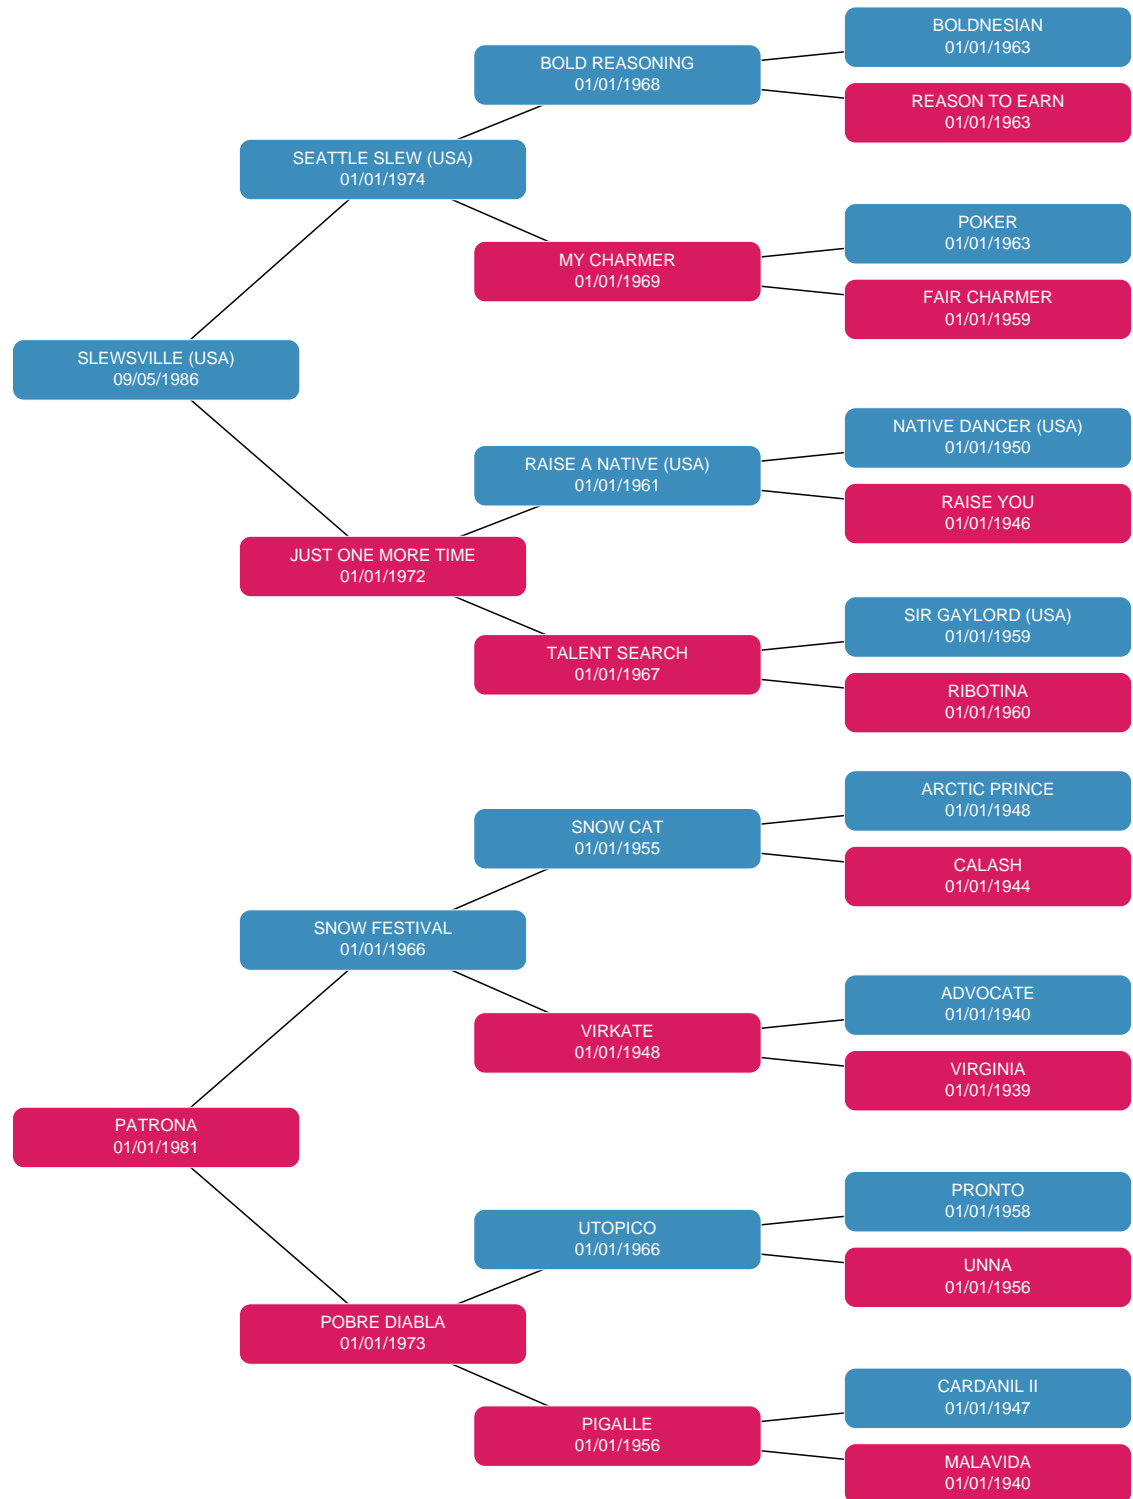 BOLDNESIAN
01/01/1963
BOLD REASONING
01/01/1968
REASON TO EARN
01/01/1963
SEATTLE SLEW (USA)
01/01/1974
POKER
01/01/1963
MY CHARMER
01/01/1969
FAIR CHARMER
01/01/1959
SLEWSVILLE (USA)
09/05/1986
NATIVE DANCER (USA)
01/01/1950
RAISE A NATIVE (USA)
01/01/1961
RAISE YOU
01/01/1946
JUST ONE MORE TIME
01/01/1972
SIR GAYLORD (USA)
01/01/1959
TALENT SEARCH
01/01/1967
RIBOTINA
01/01/1960
ARCTIC PRINCE
01/01/1948
SNOW CAT
01/01/1955
CALASH
01/01/1944
SNOW FESTIVAL
01/01/1966
ADVOCATE
01/01/1940
VIRKATE
01/01/1948
VIRGINIA
01/01/1939
PATRONA
01/01/1981
PRONTO
01/01/1958
UTOPICO
01/01/1966
UNNA
01/01/1956
POBRE DIABLA
01/01/1973
CARDANIL II
01/01/1947
PIGALLE
01/01/1956
MALAVIDA
01/01/1940